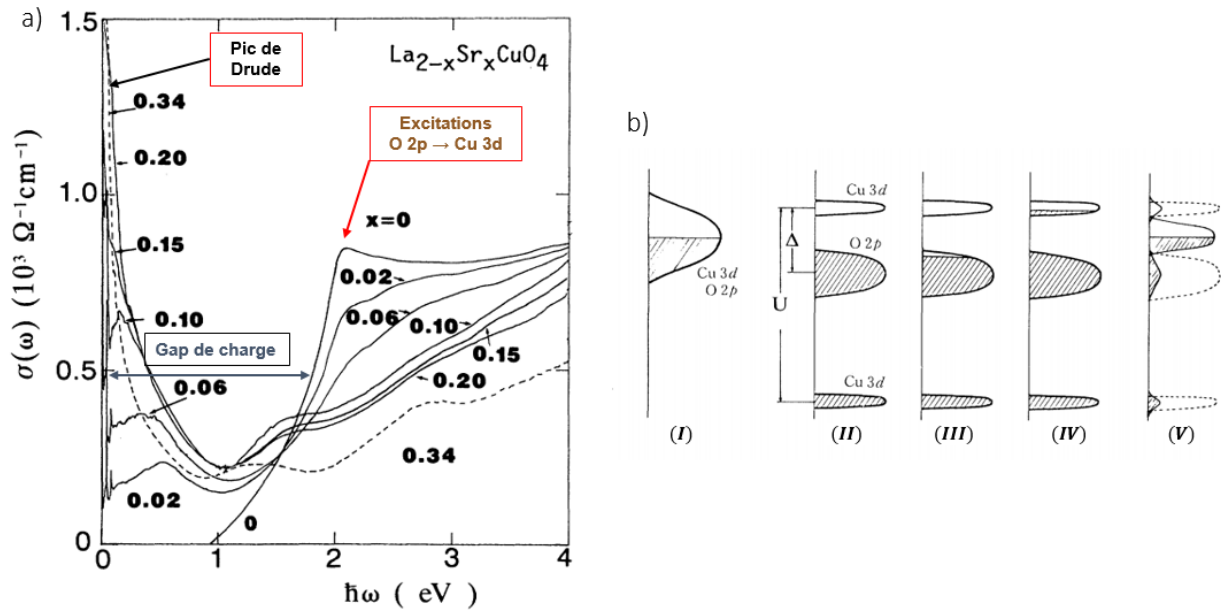 a)
1.5
1.0
0.5
0
σ(ω) (10³ Ω⁻¹cm⁻¹)
La₂₋ₓSrₓCuO₄
Pic de
Drude
0.34
0.20
0.15
0.10
Gap de charge
0.06
0.02
Excitations
O 2p → Cu 3d
x=0
0.02
0.06
0.10
0.15
0.20
0.34
0
0
1
2
3
4
ħω ( eV)
b)
Cu 3d
O 2p
(I)
U
Δ
Cu 3d
O 2p
Cu 3d
(II)
(III)
(IV)
(V)